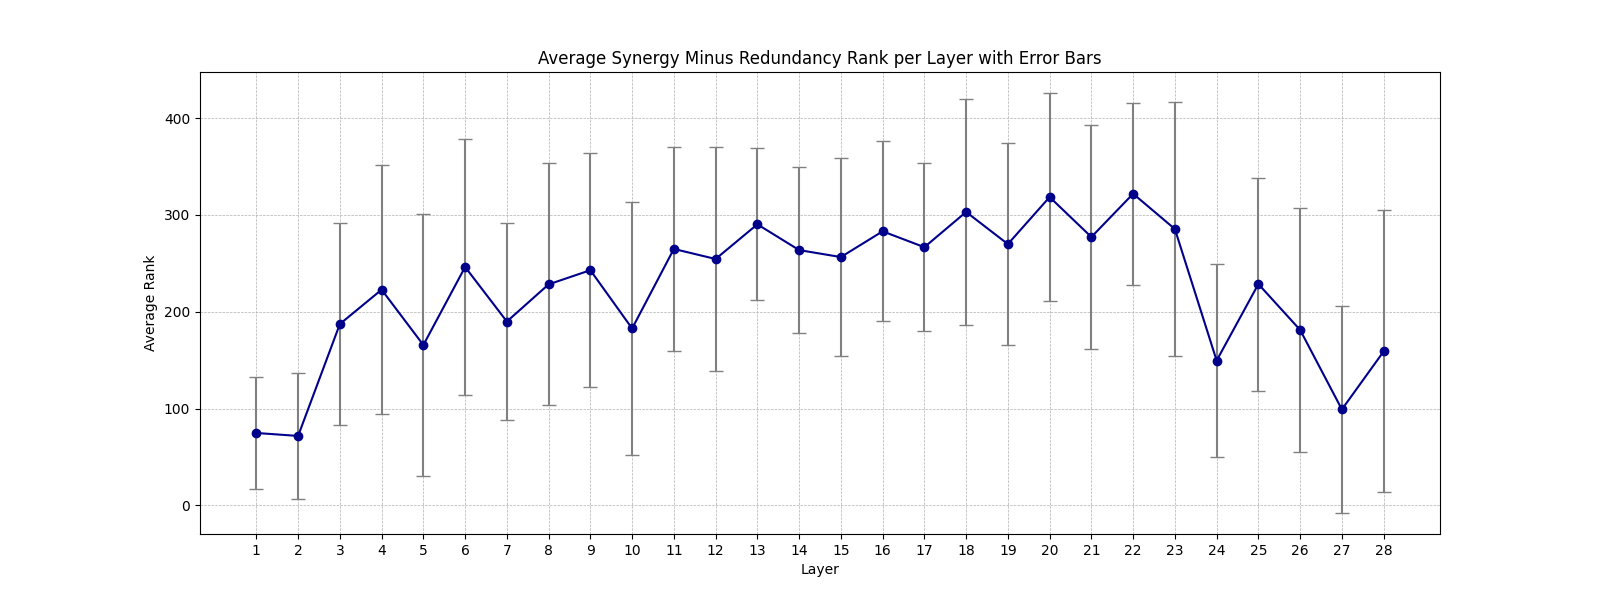 Average Synergy Minus Redundancy Rank per Layer with Error Bars
Average Rank
400
300
200
100
0
1 2 3 4 5 6 7 8 9 10 11 12 13 14 15 16 17 18 19 20 21 22 23 24 25 26 27 28
Layer